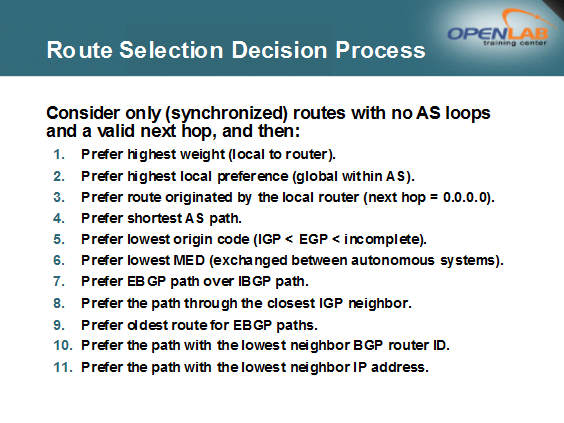 Route Selection Decision Process
OPENLAB
training center
Consider only (synchronized) routes with no AS loops
and a valid next hop, and then:
1. Prefer highest weight (local to router).
2. Prefer highest local preference (global within AS).
3. Prefer route originated by the local router (next hop = 0.0.0.0).
4. Prefer shortest AS path.
5. Prefer lowest origin code (IGP < EGP < incomplete).
6. Prefer lowest MED (exchanged between autonomous systems).
7. Prefer EBGP path over IBGP path.
8. Prefer the path through the closest IGP neighbor.
9. Prefer oldest route for EBGP paths.
10. Prefer the path with the lowest neighbor BGP router ID.
11. Prefer the path with the lowest neighbor IP address.